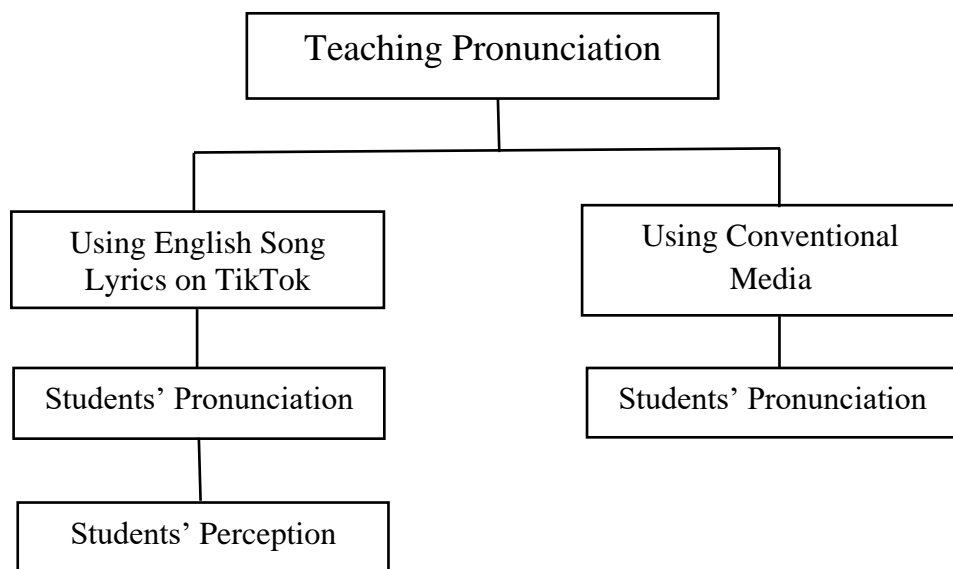 Teaching Pronunciation
Using English Song
Lyrics on TikTok
Using Conventional
Media
Students’ Pronunciation
Students’ Pronunciation
Students’ Perception